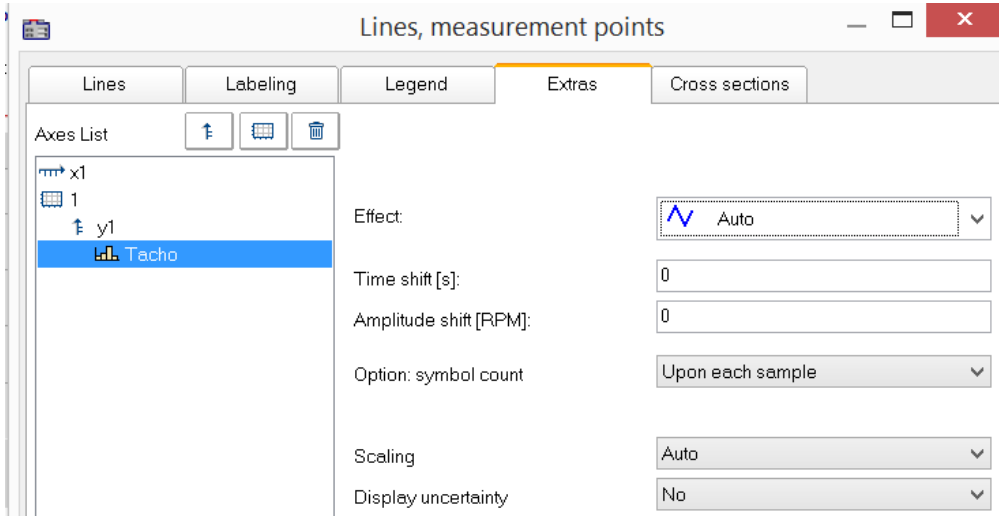 Lines, measurement points
Lines
Labeling
Legend
Extras
Cross sections
Axes List
x1
1
y1
Tacho
Effect:
Auto
Time shift [s]:
0
Amplitude shift [RPM]:
0
Option: symbol count
Upon each sample
Scaling
Auto
Display uncertainty
No